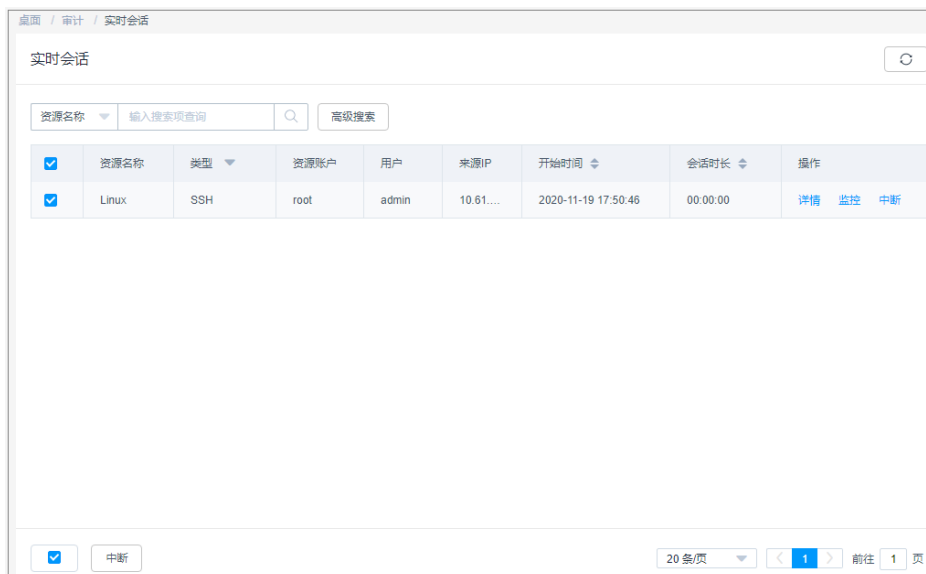 桌面 / 审计 / 实时会话
实时会话
资源名称 输入搜索项查询 高级搜索
资源名称 类型 资源账户 用户 来源IP 开始时间 会话时长 操作
Linux SSH root admin 10.61.... 2020-11-19 17:50:46 00:00:00 详情 监控 中断
中断 20 条/页 1 前往 1 页